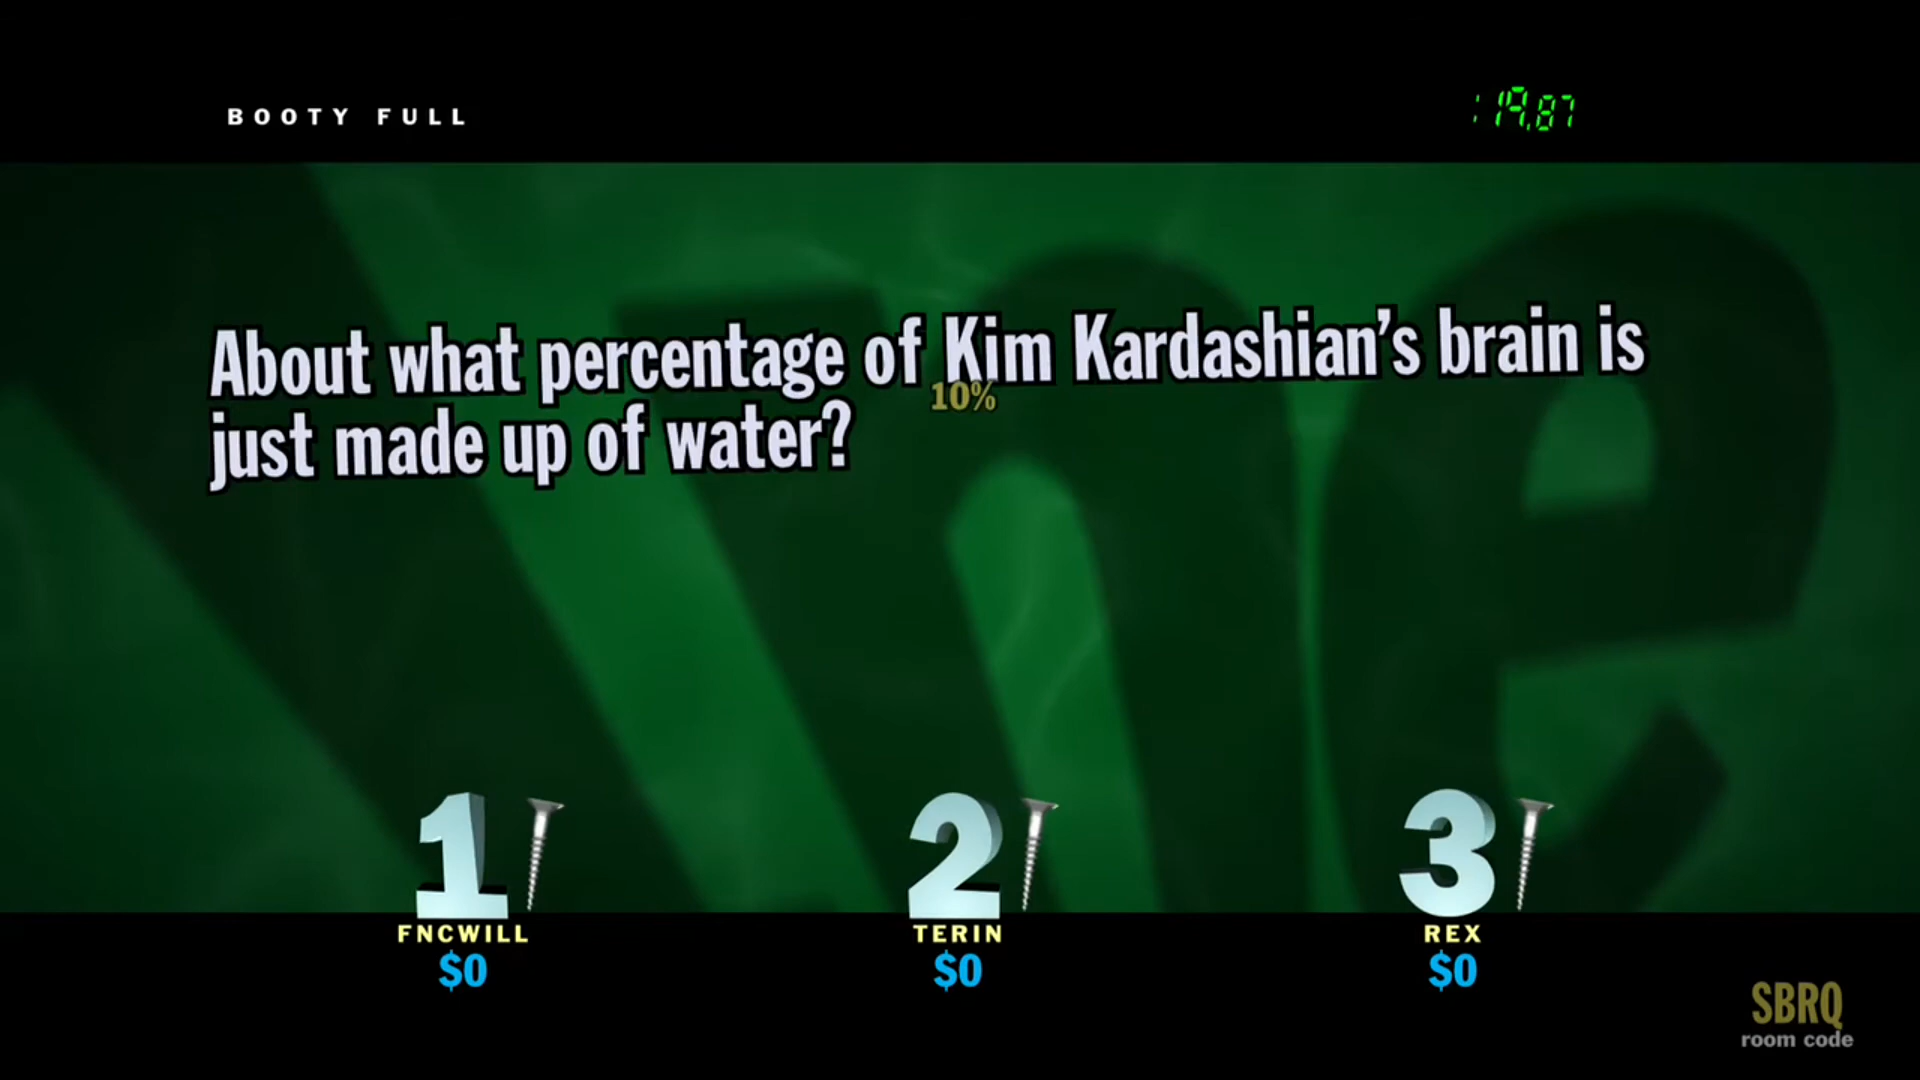 BOOTY FULL
:19.87
About what percentage of Kim Kardashian's brain is
just made up of water?
10%
1
2
3
FNCWILL
TERIN
REX
$0
$0
$0
SBRQ
room code